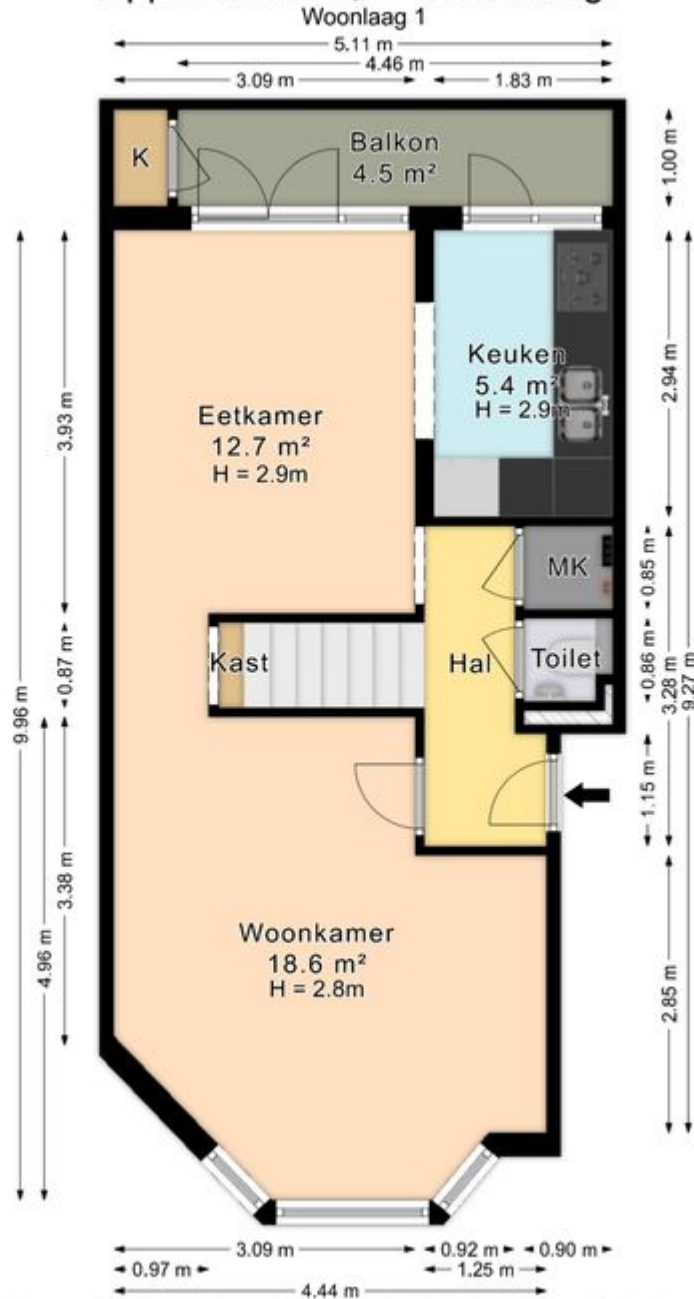 Woonlaag 1
5.11 m
4.46 m
3.09 m
1.83 m
K
Balkon
4.5 m²
1.00 m
Keuken
5.4 m²
H = 2.9m
2.94 m
Eetkamer
12.7 m²
H = 2.9m
3.93 m
MK
0.85 m
Kast
Hal
Toilet
0.87 m
0.86 m
3.28 m
9.27 m
9.96 m
1.15 m
3.38 m
4.96 m
Woonkamer
18.6 m²
H = 2.8m
2.85 m
3.09 m
0.92 m
0.90 m
0.97 m
1.25 m
4.44 m